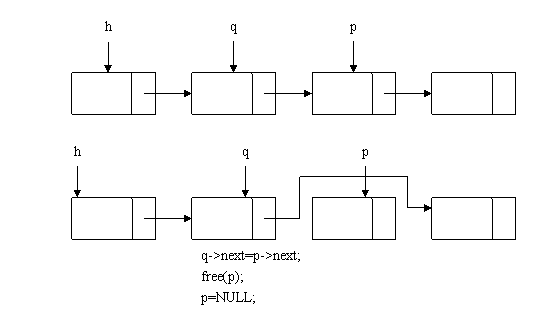 h q p
h q p
q->next=p->next;
free(p);
p=NULL;